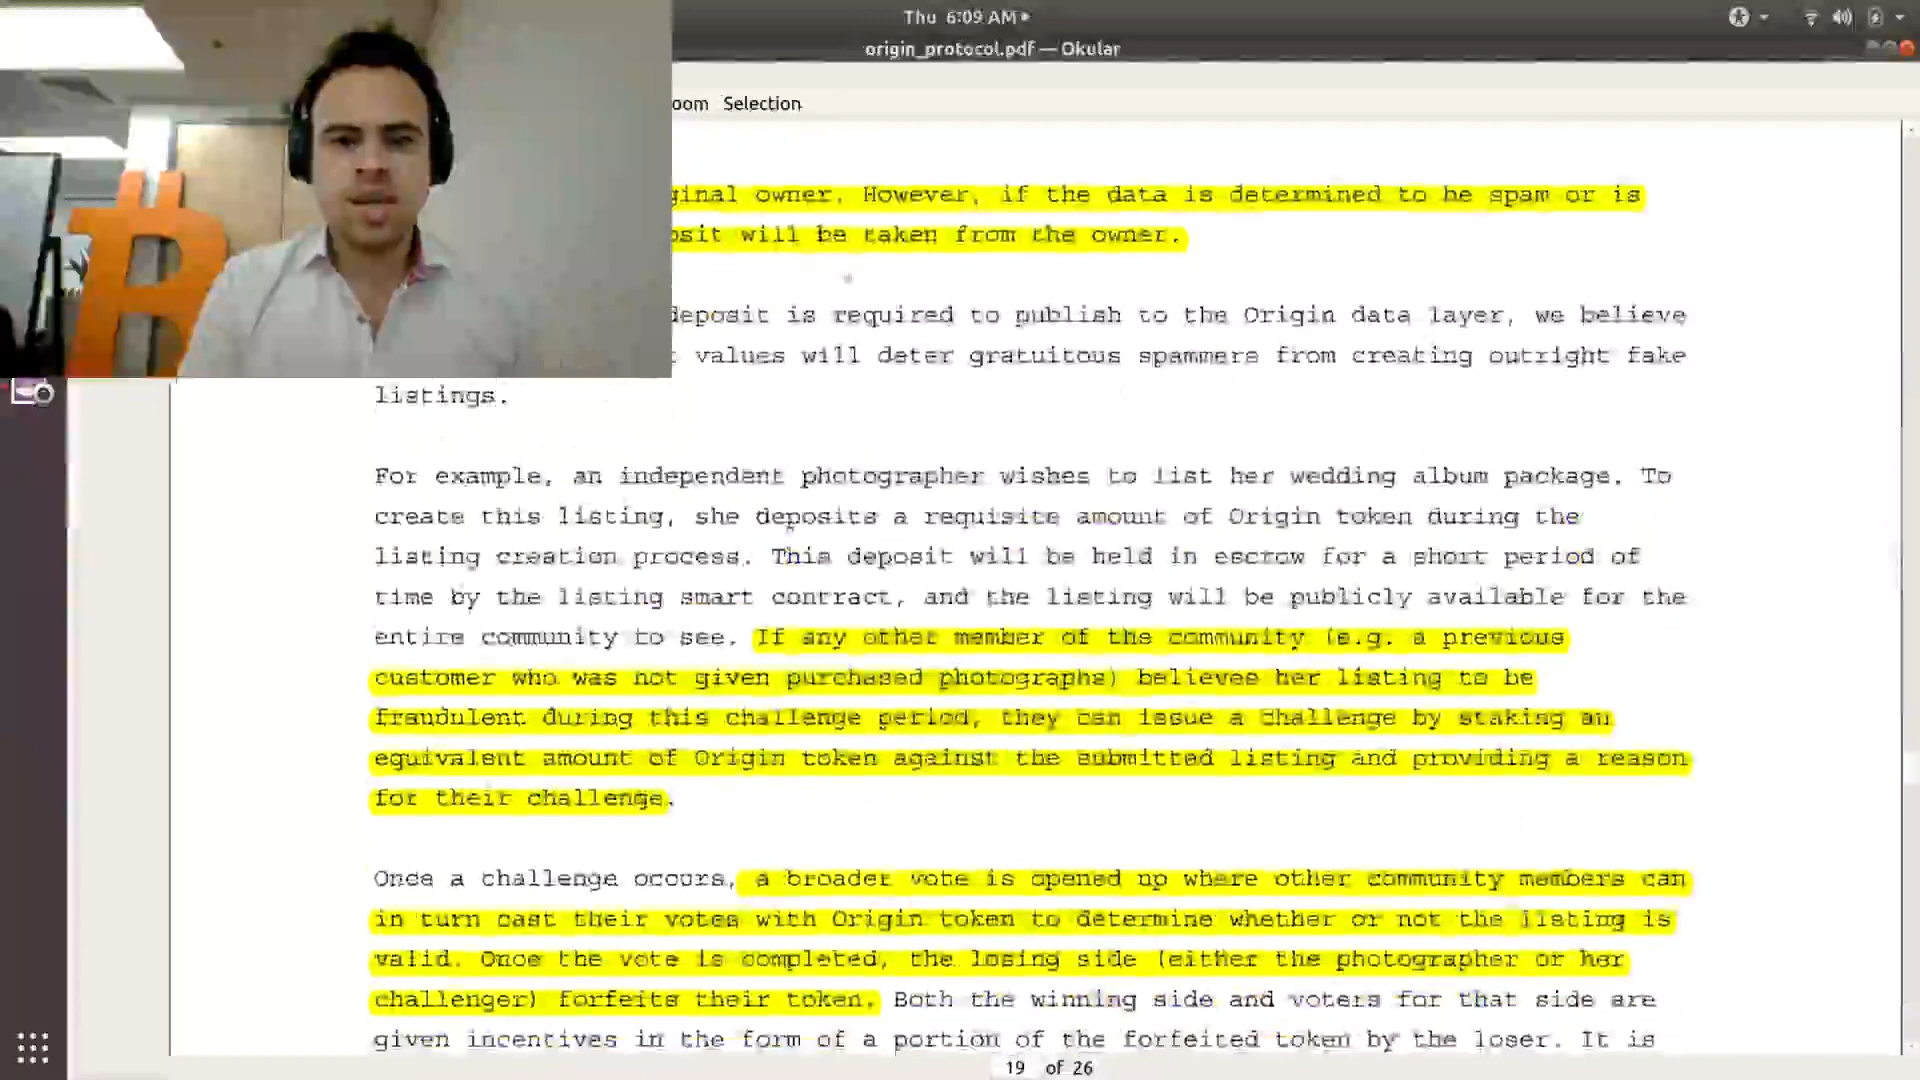 Thu 6:09 AM
origin_protocol.pdf — Okular
oom Selection
ginal owner. However, if the data is determined to be spam or is
osit will be taken from the owner.
deposit is required to publish to the Origin data layer, we believe
values will deter gratuitous spammers from creating outright fake
listings.
For example, an independent photographer wishes to list her wedding album package. To
create this listing, she deposits a requisite amount of Origin token during the
listing creation process. This deposit will be held in escrow for a short period of
time by the listing smart contract, and the listing will be publicly available for the
entire community to see. If any other member of the community (e.g. a previous
customer who was not given purchased photographs) believes her listing to be
fraudulent during this challenge period, they can issue a challenge by staking an
equivalent amount of Origin token against the submitted listing and providing a reason
for their challenge.
Once a challenge occurs, a broader vote is opened up where other community members can
in turn cast their votes with Origin token to determine whether or not the listing is
valid. Once the vote is completed, the losing side (either the photographer or her
challenger) forfeits their token. Both the winning side and voters for that side are
given incentives in the form of a portion of the forfeited token by the loser. It is
19 of 26